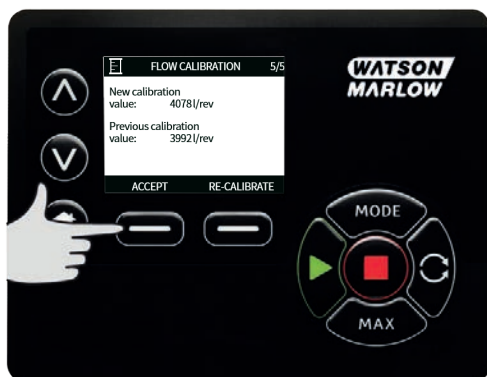 FLOW CALIBRATION 5/5
WATSON
MARLOW
New calibration
value: 4078l/rev
Previous calibration
value: 3992l/rev
ACCEPT RE-CALIBRATE
MODE
MAX